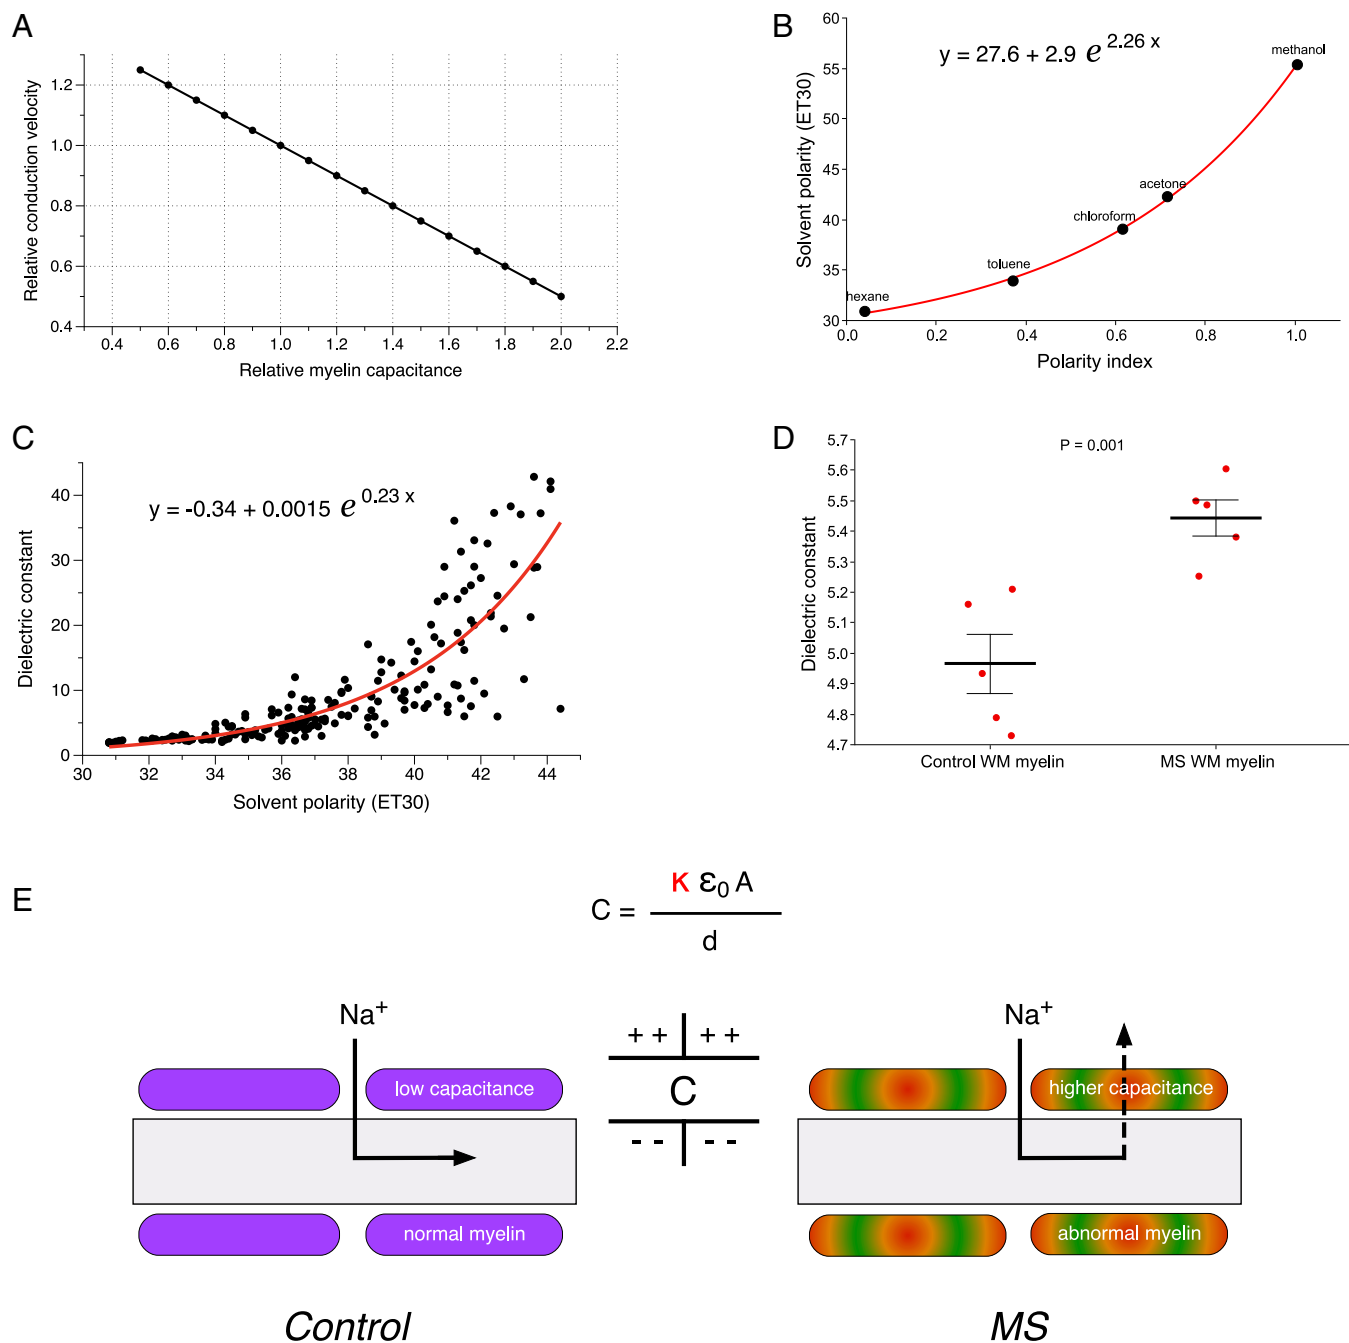 A
Relative conduction velocity
1.2
1.0
0.8
0.6
0.4
0.4 0.6 0.8 1.0 1.2 1.4 1.6 1.8 2.0 2.2
Relative myelin capacitance
B
Solvent polarity (ET30)
60
55
50
45
40
35
30
y = 27.6 + 2.9 e 2.26 x
methanol
acetone
chloroform
toluene
hexane
0.0 0.2 0.4 0.6 0.8 1.0
Polarity index
C
Dielectric constant
40
30
20
10
0
y = -0.34 + 0.0015 e 0.23 x
30 32 34 36 38 40 42 44
Solvent polarity (ET30)
D
Dielectric constant
5.7
5.6
5.5
5.4
5.3
5.2
5.1
5.0
4.9
4.8
4.7
P = 0.001
Control WM myelin MS WM myelin
E
C = κ ε0 A
d
Na+
low capacitance
normal myelin
Control
+ + + +
C
- - - -
Na+
higher capacitance
abnormal myelin
MS